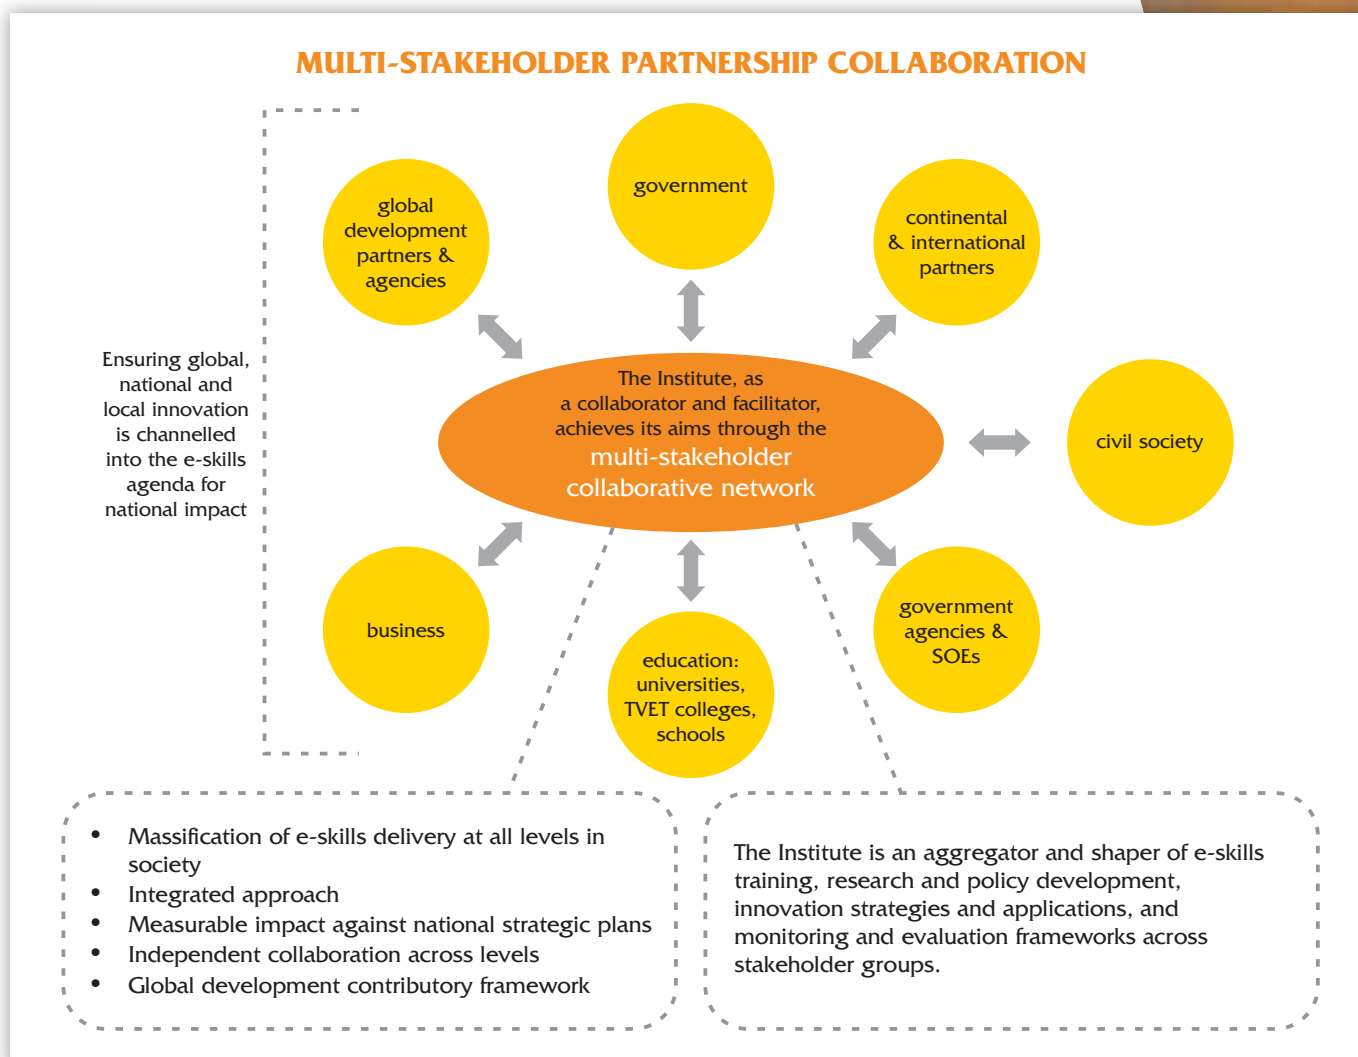 MULTI-STAKEHOLDER PARTNERSHIP COLLABORATION
government
global
development
partners &
agencies
continental
& international
partners
Ensuring global,
national and
local innovation
is channelled
into the e-skills
agenda for
national impact
The Institute, as
a collaborator and facilitator,
achieves its aims through the
multi-stakeholder
collaborative network
civil society
business
education:
universities,
TVET colleges,
schools
government
agencies &
SOEs
• Massification of e-skills delivery at all levels in
society
• Integrated approach
• Measurable impact against national strategic plans
• Independent collaboration across levels
• Global development contributory framework
The Institute is an aggregator and shaper of e-skills
training, research and policy development,
innovation strategies and applications, and
monitoring and evaluation frameworks across
stakeholder groups.